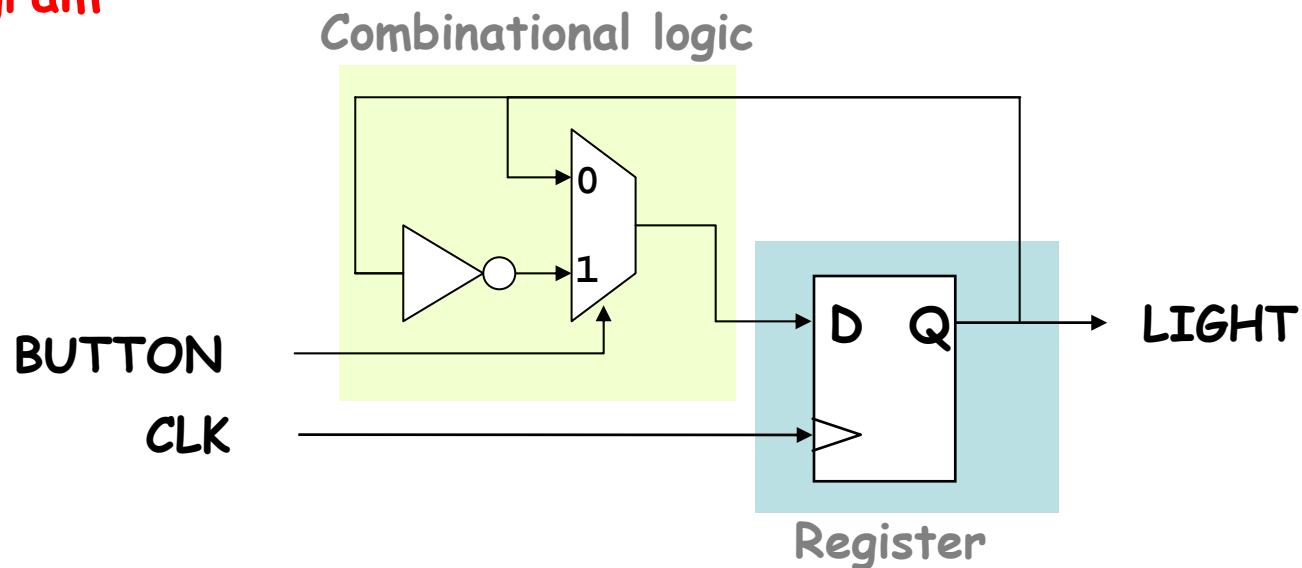 Combinational logic
0
1
D Q
LIGHT
BUTTON
CLK
Register